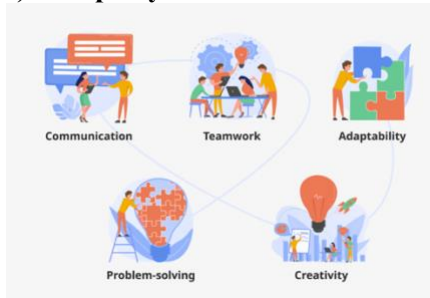 Communication
Teamwork
Adaptability
Problem-solving
Creativity